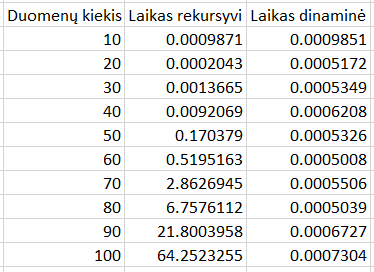 Duomenų kiekis Laikas rekursyvi Laikas dinaminė
10 0.0009871 0.0009851
20 0.0002043 0.0005172
30 0.0013665 0.0005349
40 0.0092069 0.0006208
50 0.170379 0.0005326
60 0.5195163 0.0005008
70 2.8626945 0.0005506
80 6.7576112 0.0005039
90 21.8003958 0.0006727
100 64.2523255 0.0007304